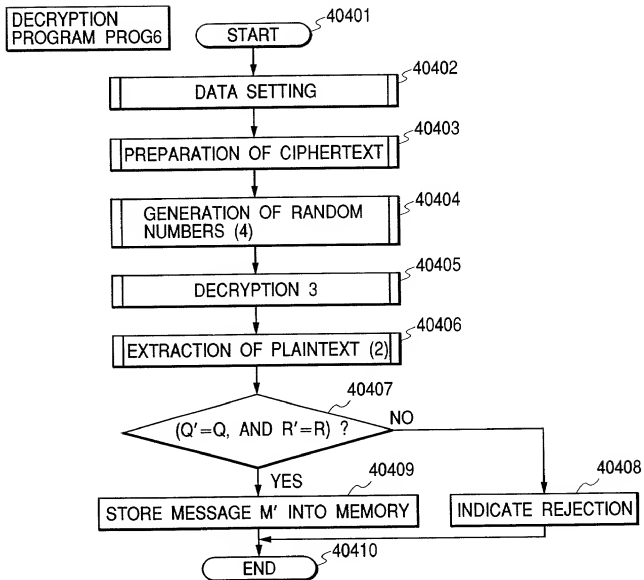 DECRYPTION
PROGRAM PROG6
40401
START
40402
DATA SETTING
40403
PREPARATION OF CIPHERTEXT
40404
GENERATION OF RANDOM
NUMBERS (4)
40405
DECRYPTION 3
40406
EXTRACTION OF PLAINTEXT (2)
40407
(Q'=Q, AND R'=R) ?
NO
YES
40409
STORE MESSAGE M' INTO MEMORY
40408
INDICATE REJECTION
END
40410